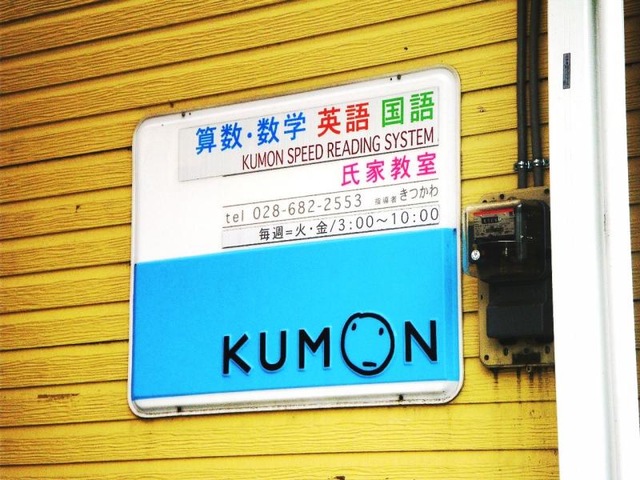 算数・数学 英語 国語
KUMON SPEED READING SYSTEM
氏家教室
tel 028-682-2553 指導者 きつかわ
毎週=火・金/3:00〜10:00
KUMON